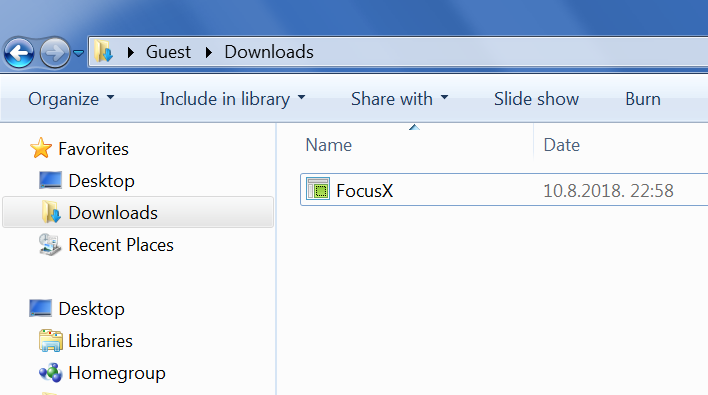 Guest Downloads
Organize Include in library Share with Slide show Burn
Favorites
Desktop
Downloads
Recent Places
Desktop
Libraries
Homegroup
Name Date
FocusX 10.8.2018. 22:58